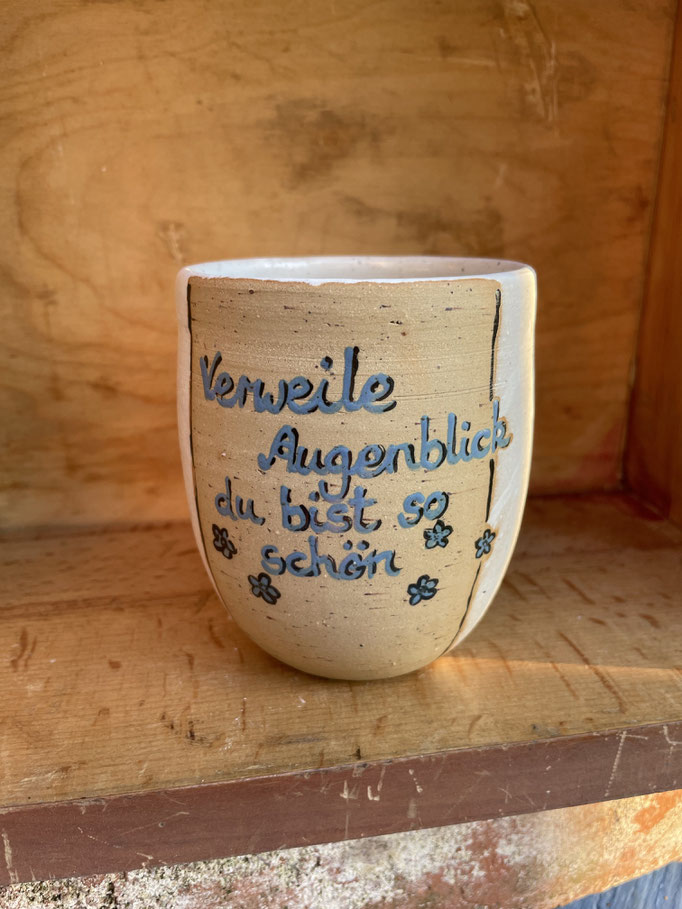 Verweile
Augenblick
du bist so
schön